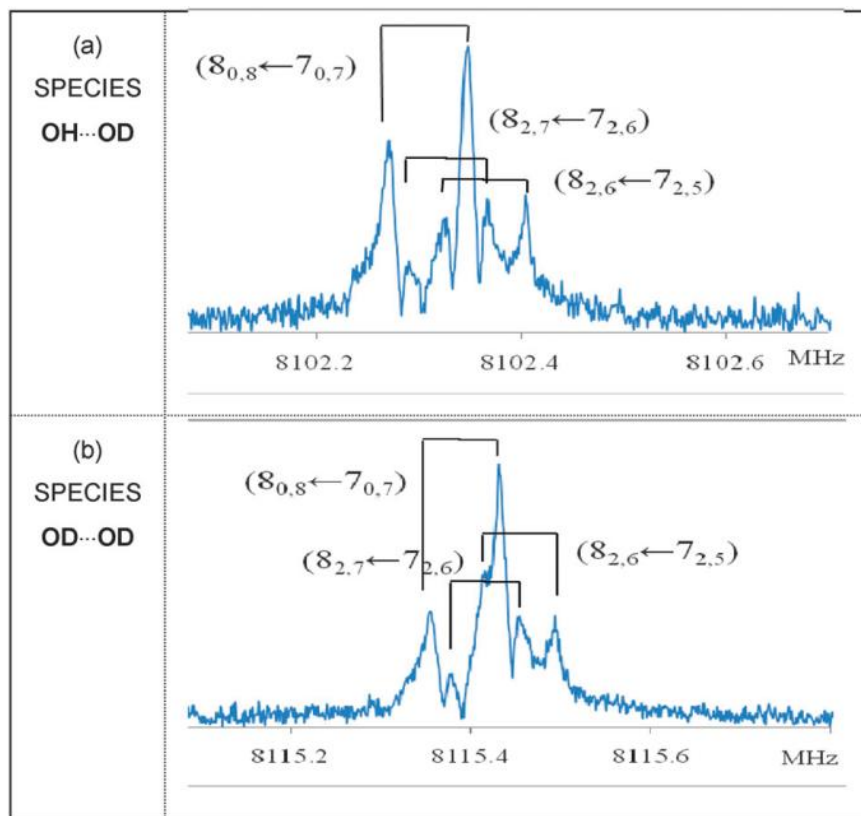 (a)
SPECIES
OH···OD
(8₀,₈←7₀,₇)
(8₂,₇←7₂,₆)
(8₂,₆←7₂,₅)
8102.2 8102.4 8102.6 MHz
(b)
SPECIES
OD···OD
(8₀,₈←7₀,₇)
(8₂,₇←7₂,₆) (8₂,₆←7₂,₅)
8115.2 8115.4 8115.6 MHz